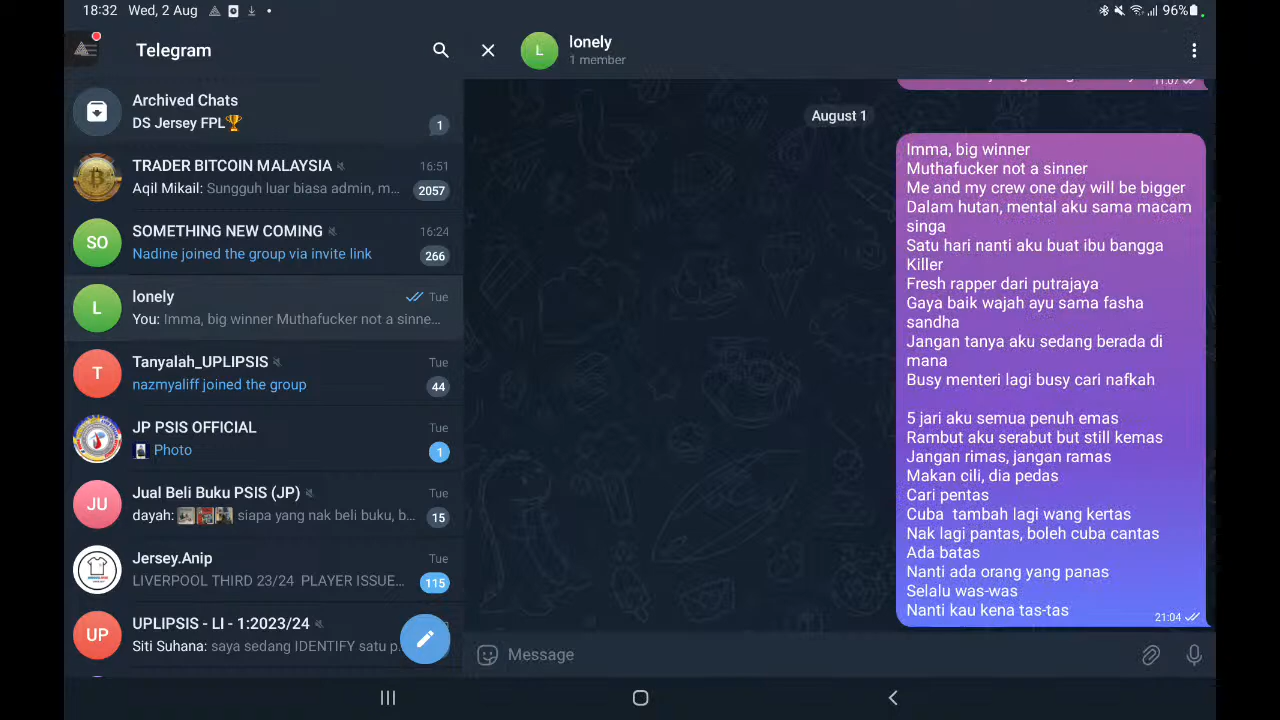 18:32 Wed, 2 Aug
96%
Telegram
Archived Chats
DS Jersey FPL🏆
1
TRADER BITCOIN MALAYSIA
16:51
Aqil Mikail: Sungguh luar biasa admin, m...
2057
SO
SOMETHING NEW COMING
16:24
Nadine joined the group via invite link
266
L
lonely
Tue
You: Imma, big winner Muthafucker not a sinne...
T
Tanyalah_UPLIPSIS
Tue
nazmyaliff joined the group
44
JP PSIS OFFICIAL
Tue
Photo
1
JU
Jual Beli Buku PSIS (JP)
Tue
dayah: siapa yang nak beli buku, b...
15
Jersey.Anip
Tue
LIVERPOOL THIRD 23/24 PLAYER ISSUE...
115
UP
UPLIPSIS - LI - 1:2023/24
Siti Suhana: saya sedang IDENTIFY satu p...
L
lonely
1 member
11:07
August 1
Imma, big winner
Muthafucker not a sinner
Me and my crew one day will be bigger
Dalam hutan, mental aku sama macam
singa
Satu hari nanti aku buat ibu bangga
Killer
Fresh rapper dari putrajaya
Gaya baik wajah ayu sama fasha
sandha
Jangan tanya aku sedang berada di
mana
Busy menteri lagi busy cari nafkah
5 jari aku semua penuh emas
Rambut aku serabut but still kemas
Jangan rimas, jangan ramas
Makan cili, dia pedas
Cari pentas
Cuba  tambah lagi wang kertas
Nak lagi pantas, boleh cuba cantas
Ada batas
Nanti ada orang yang panas
Selalu was-was
Nanti kau kena tas-tas
21:04
Message